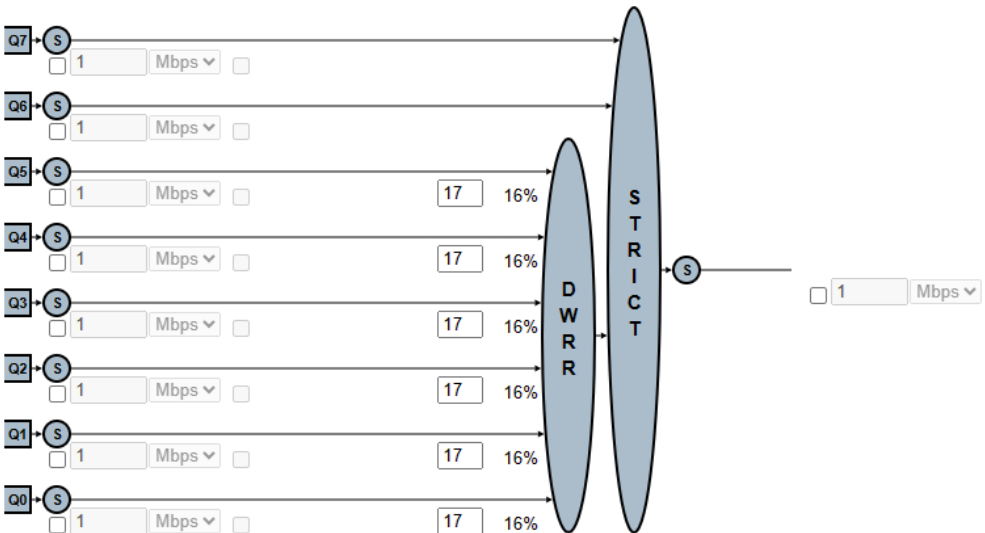 Q7 S
1 Mbps
Q6 S
1 Mbps
Q5 S
1 Mbps 17 16%
Q4 S
1 Mbps 17 16%
Q3 S
1 Mbps 17 16%
Q2 S
1 Mbps 17 16%
Q1 S
1 Mbps 17 16%
Q0 S
1 Mbps 17 16%
DWRR
STRICT
S
1 Mbps